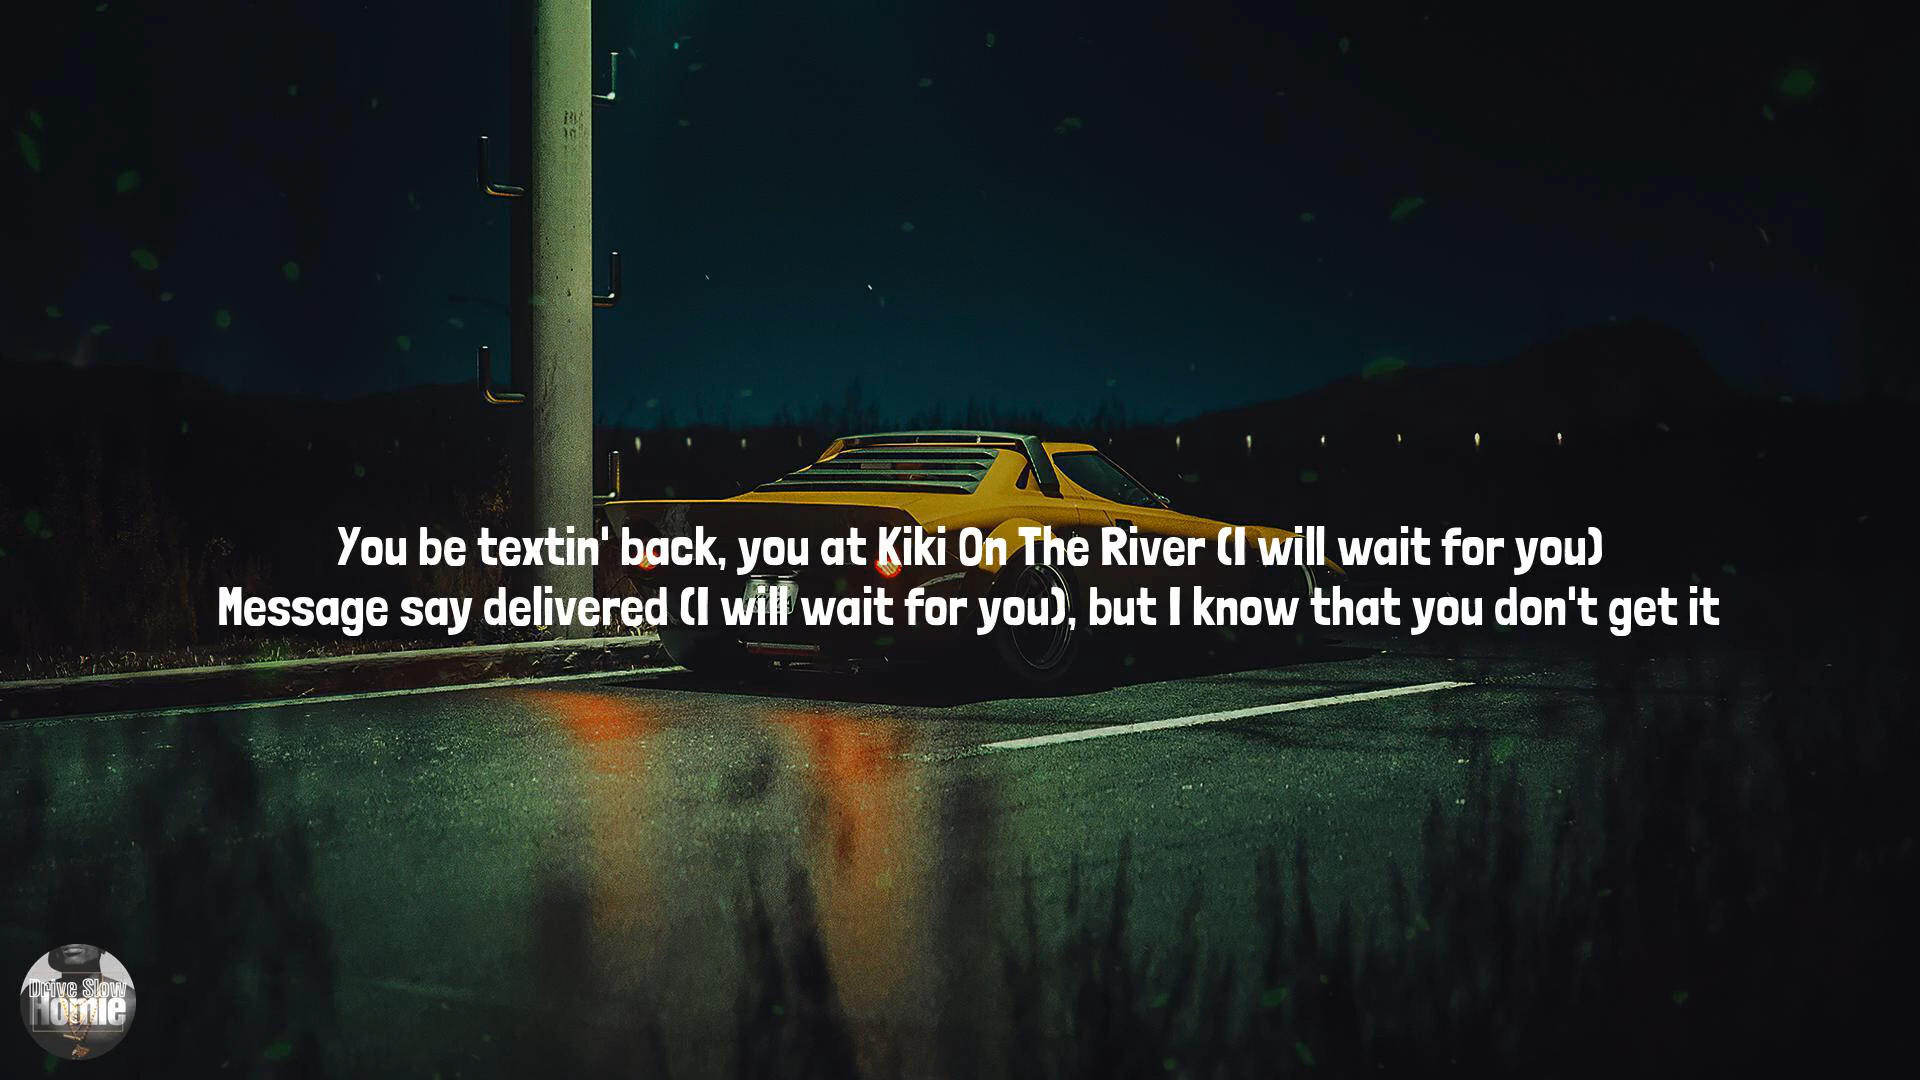 You be textin' back, you at Kiki On The River (I will wait for you)
Message say delivered (I will wait for you), but I know that you don't get it
Drive Slow
Homie